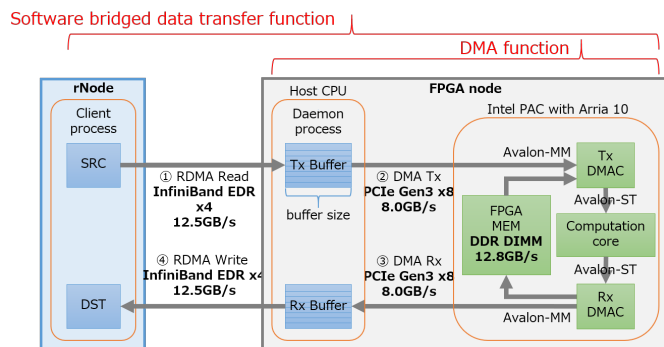 Software bridged data transfer function
DMA function
rNode
Client
process
SRC
DST
① RDMA Read
InfiniBand EDR
x4
12.5GB/s
④ RDMA Write
InfiniBand EDR x4
12.5GB/s
FPGA node
Host CPU
Daemon
process
Tx Buffer
buffer size
Rx Buffer
② DMA Tx
PCIe Gen3 x8
8.0GB/s
③ DMA Rx
PCIe Gen3 x8
8.0GB/s
Intel PAC with Arria 10
Avalon-MM
Tx
DMAC
Avalon-ST
FPGA
MEM
DDR DIMM
12.8GB/s
Computation
core
Avalon-ST
Rx
DMAC
Avalon-MM